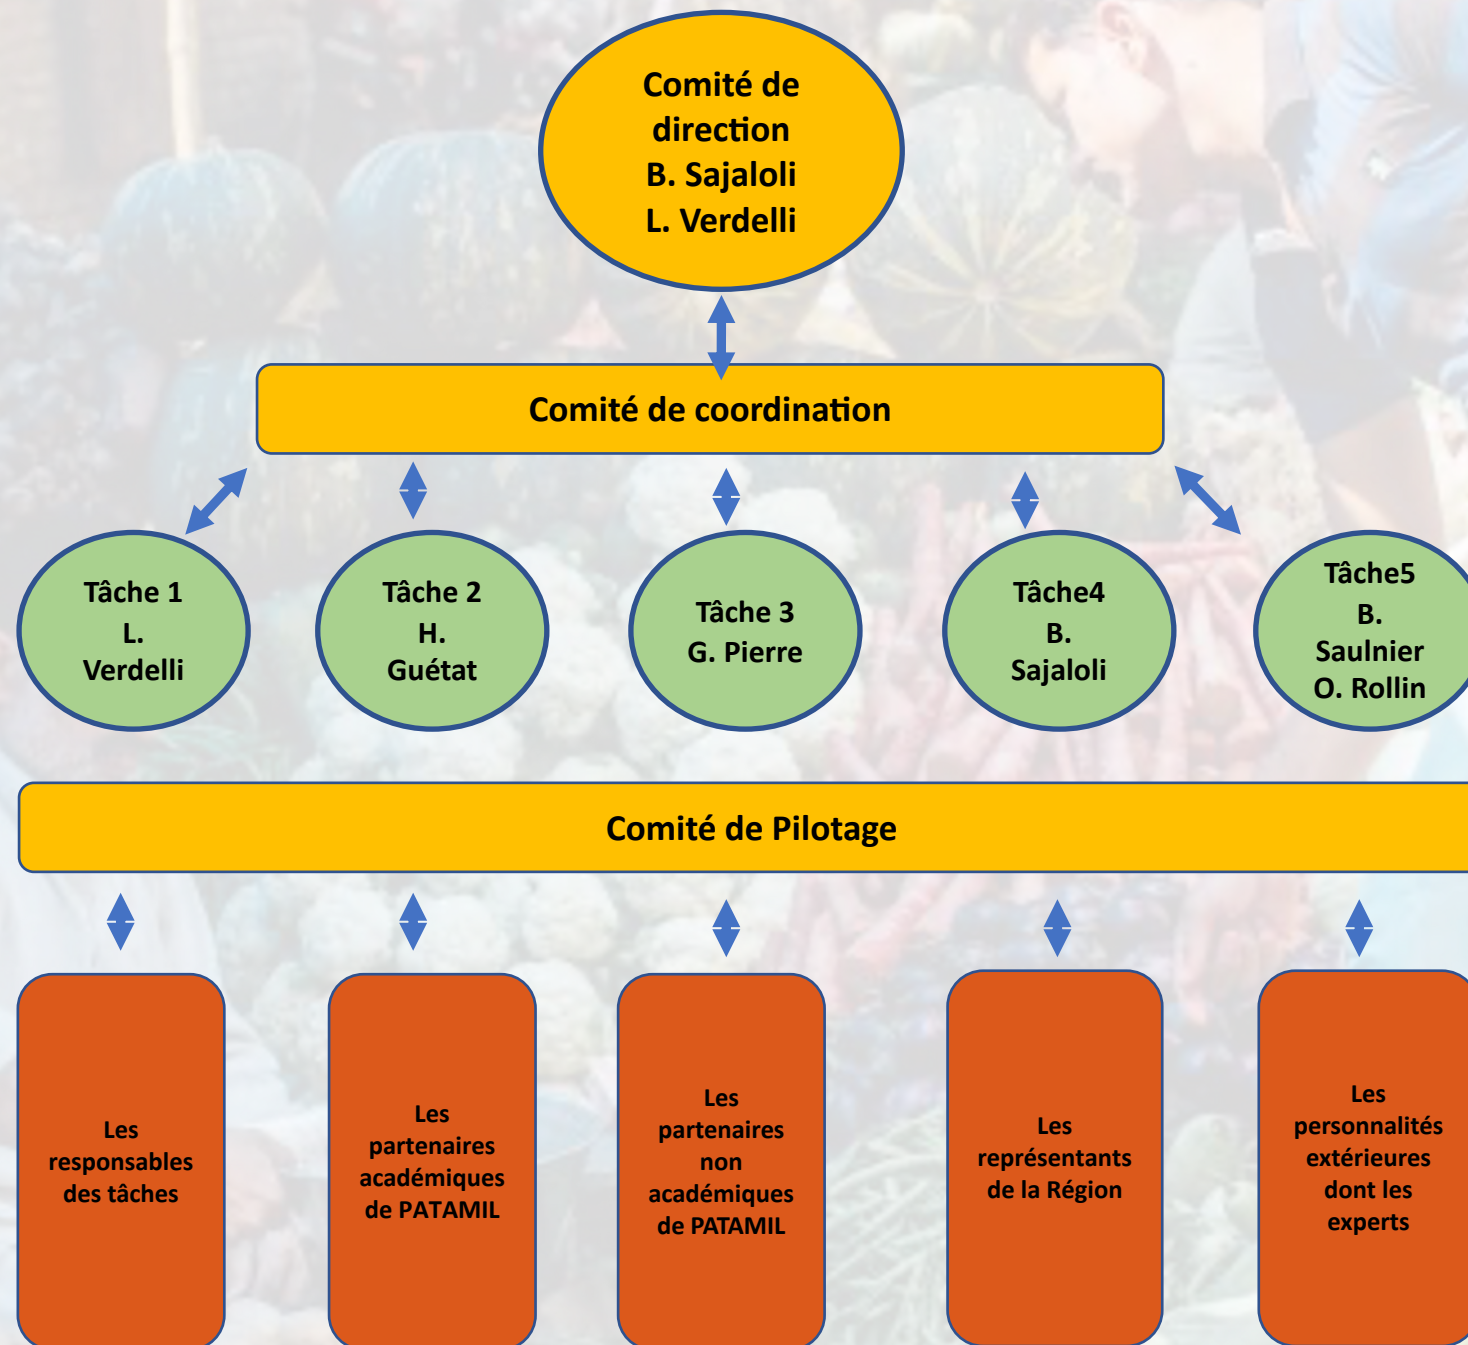 Comité de
direction
B. Sajaloli
L. Verdelli
Comité de coordination
Tâche 1
L.
Verdelli
Tâche 2
H.
Guétat
Tâche 3
G. Pierre
Tâche4
B.
Sajaloli
Tâche5
B.
Saulnier
O. Rollin
Comité de Pilotage
Les
responsables
des tâches
Les
partenaires
académiques
de PATAMIL
Les
partenaires
non
académiques
de PATAMIL
Les
représentants
de la Région
Les
personnalités
extérieures
dont les
experts